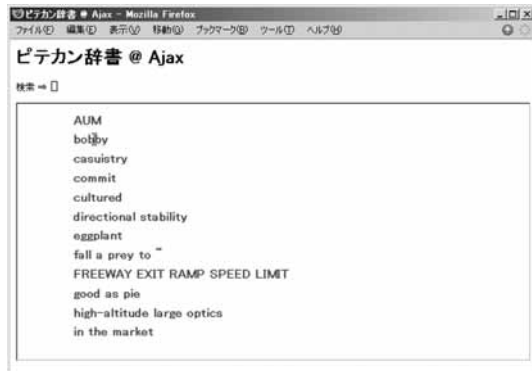 ピテカン辞書 @ Ajax - Mozilla Firefox
ファイル(F) 編集(E) 表示(V) 移動(G) ブックマーク(B) ツール(T) ヘルプ(H)
ピテカン辞書 @ Ajax
検索 ⇒
AUM
bobby
casuistry
commit
cultured
directional stability
eggplant
fall a prey to ~
FREEWAY EXIT RAMP SPEED LIMIT
good as pie
high-altitude large optics
in the market